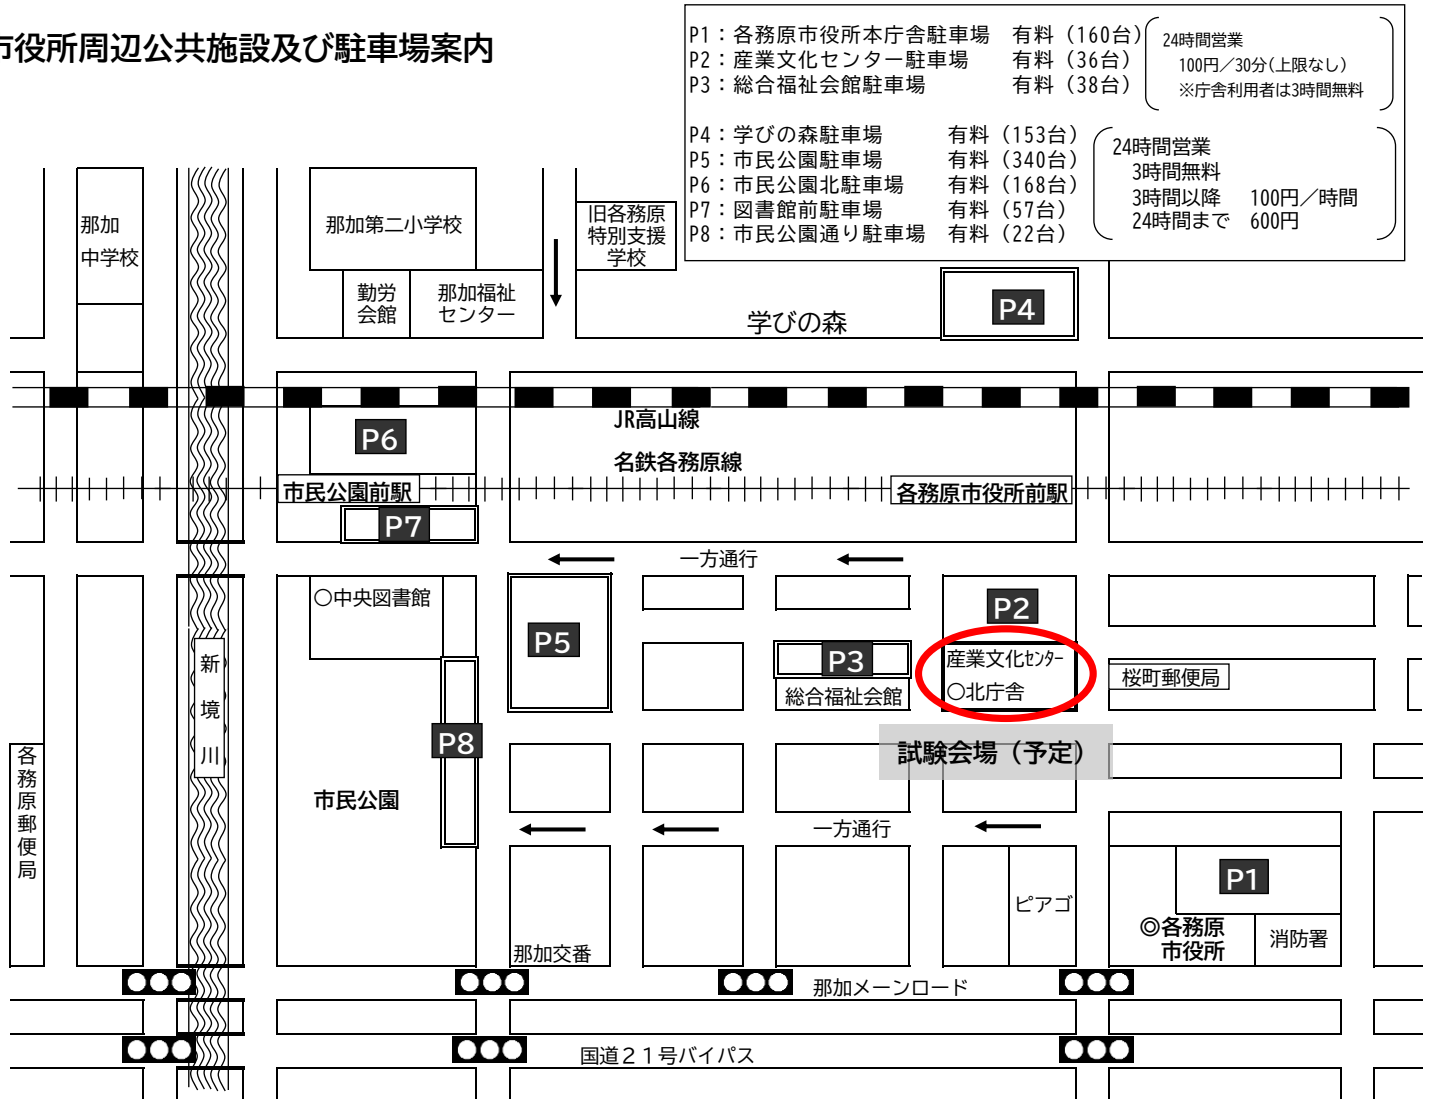 市役所周辺公共施設及び駐車場案内
P1：各務原市役所本庁舎駐車場　有料（160台）
P2：産業文化センター駐車場　有料（36台）
P3：総合福祉会館駐車場　有料（38台）
24時間営業
100円／30分(上限なし)
※庁舎利用者は3時間無料
P4：学びの森駐車場　有料（153台）
P5：市民公園駐車場　有料（340台）
P6：市民公園北駐車場　有料（168台）
P7：図書館前駐車場　有料（57台）
P8：市民公園通り駐車場　有料（22台）
24時間営業
3時間無料
3時間以降　100円／時間
24時間まで　600円
那加
中学校
那加第二小学校
旧各務原
特別支援
学校
勤労
会館
那加福祉
センター
学びの森
P4
JR高山線
P6
名鉄各務原線
市民公園前駅
各務原市役所前駅
P7
一方通行
〇中央図書館
P2
P5
P3
産業文化ｾﾝﾀｰ
〇北庁舎
総合福祉会館
桜町郵便局
新境川
P8
試験会場（予定）
各務原郵便局
市民公園
一方通行
P1
ピアゴ
◎各務原
市役所
消防署
那加交番
那加メーンロード
国道２１号バイパス